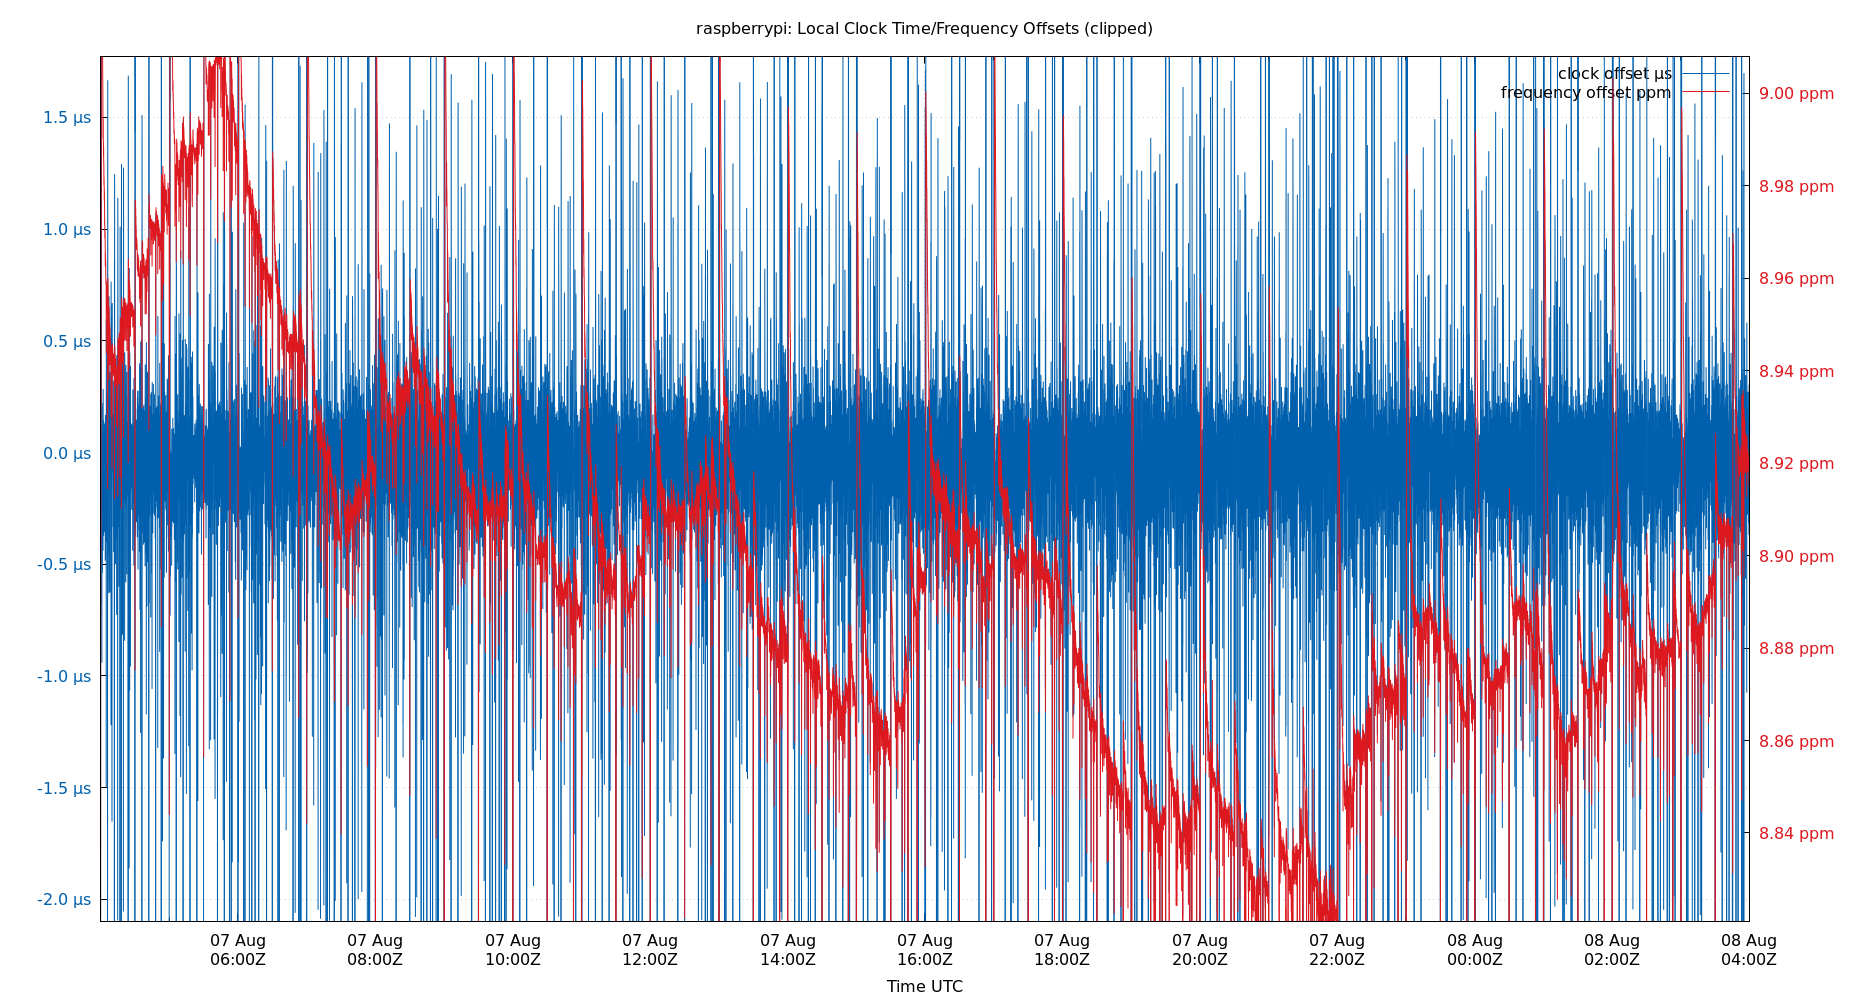 raspberrypi: Local Clock Time/Frequency Offsets (clipped)
clock offset µs
frequency offset ppm
1.5 µs
1.0 µs
0.5 µs
0.0 µs
-0.5 µs
-1.0 µs
-1.5 µs
-2.0 µs
9.00 ppm
8.98 ppm
8.96 ppm
8.94 ppm
8.92 ppm
8.90 ppm
8.88 ppm
8.86 ppm
8.84 ppm
07 Aug 07 Aug 07 Aug 07 Aug 07 Aug 07 Aug 07 Aug 07 Aug 07 Aug 08 Aug 08 Aug 08 Aug
06:00Z 08:00Z 10:00Z 12:00Z 14:00Z 16:00Z 18:00Z 20:00Z 22:00Z 00:00Z 02:00Z 04:00Z
Time UTC